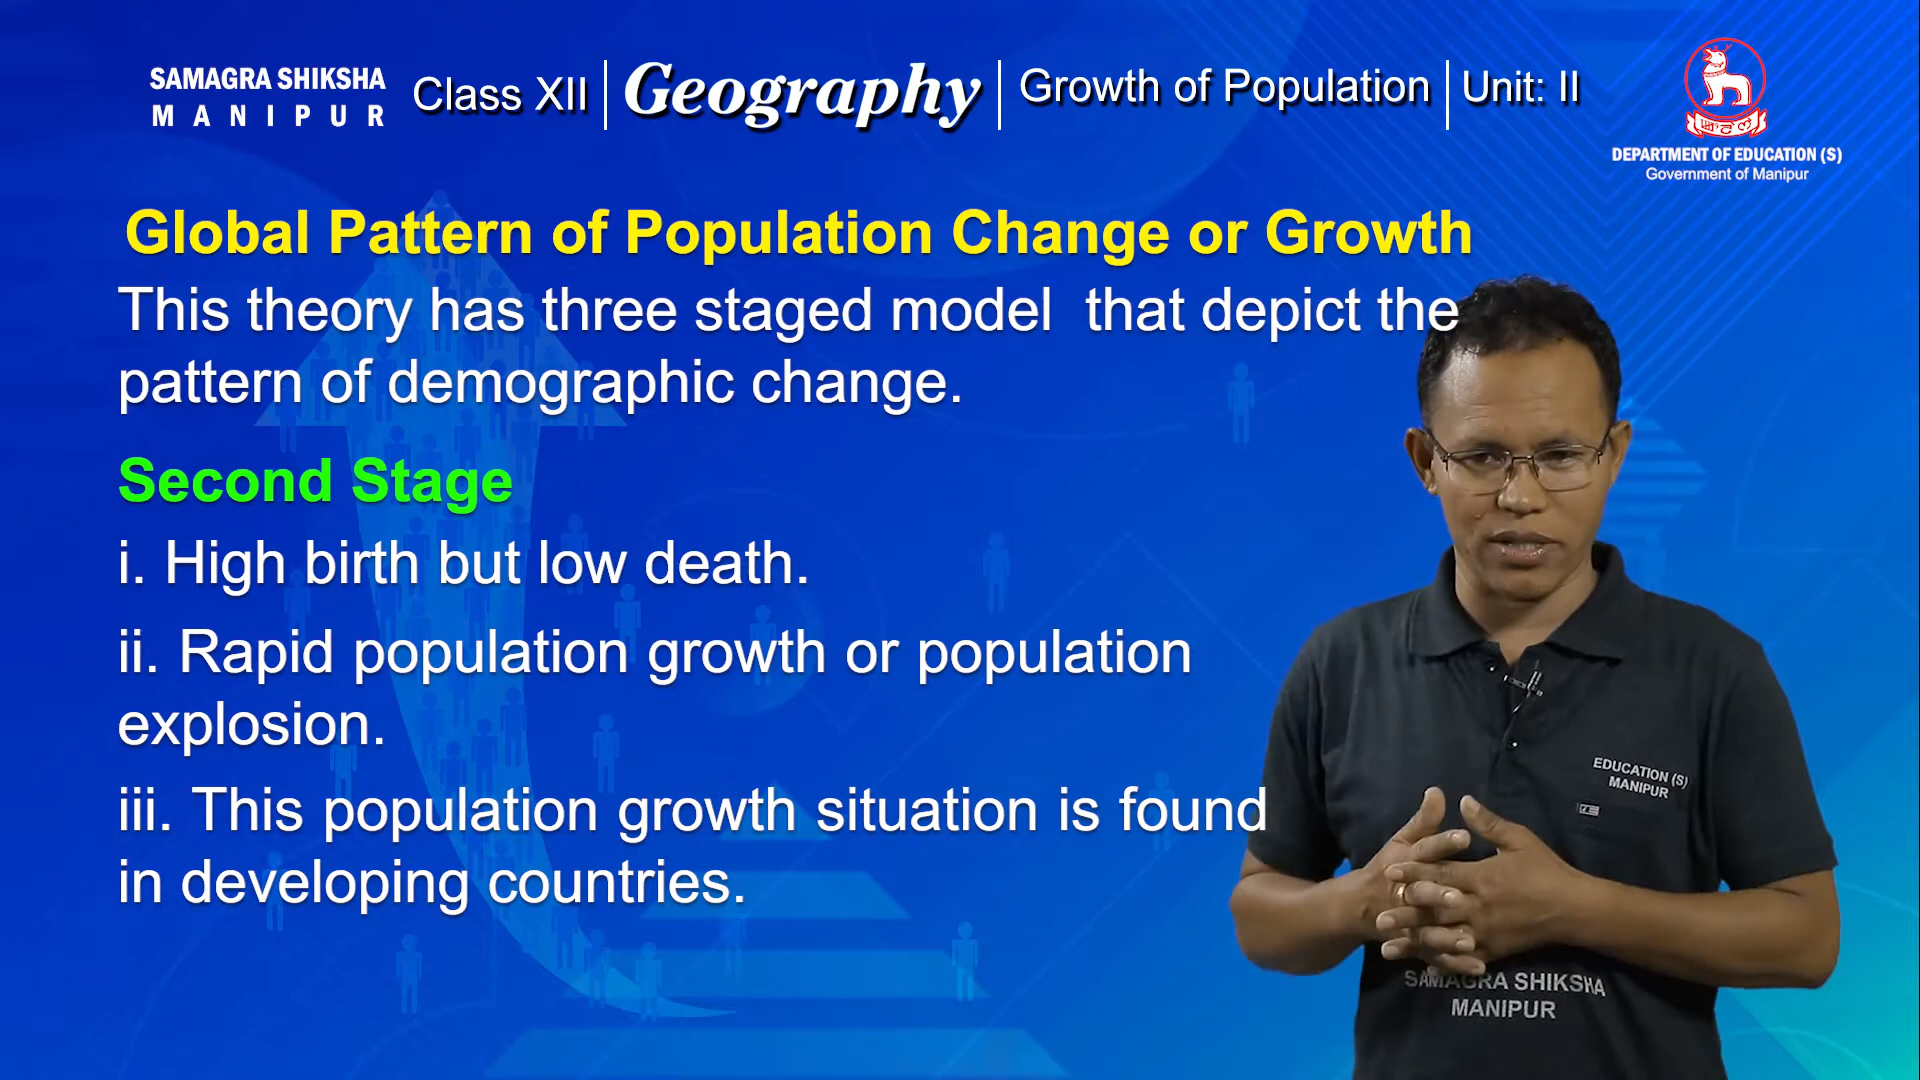 SAMAGRA SHIKSHA
MANIPUR
Class XII
Geography
Growth of Population
Unit: II
DEPARTMENT OF EDUCATION (S)
Government of Manipur
Global Pattern of Population Change or Growth
This theory has three staged model that depict the
pattern of demographic change.
Second Stage
i. High birth but low death.
ii. Rapid population growth or population
explosion.
iii. This population growth situation is found
in developing countries.
EDUCATION (S)
MANIPUR
SAMAGRA SHIKSHA
MANIPUR